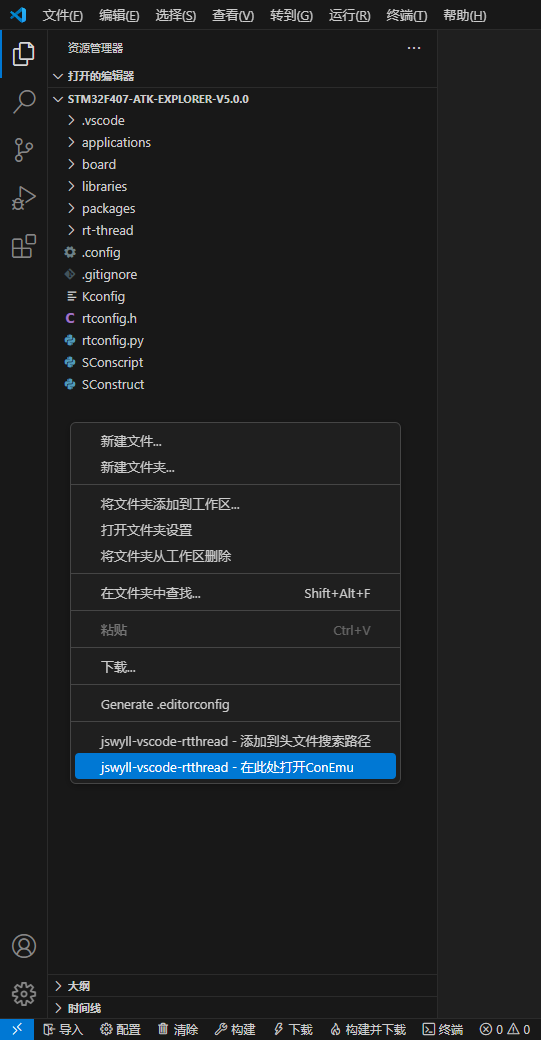 文件(F) 编辑(E) 选择(S) 查看(V) 转到(G) 运行(R) 终端(T) 帮助(H)
资源管理器 ...
打开的编辑器
STM32F407-ATK-EXPLORER-V5.0.0
.vscode
applications
board
libraries
packages
rt-thread
.config
.gitignore
Kconfig
C rtconfig.h
rtconfig.py
SConscript
SConstruct
新建文件...
新建文件夹...
将文件夹添加到工作区...
打开文件夹设置
将文件夹从工作区删除
在文件夹中查找... Shift+Alt+F
粘贴 Ctrl+V
下载...
Generate .editorconfig
jswyll-vscode-rtthread - 添加到头文件搜索路径
jswyll-vscode-rtthread - 在此处打开ConEmu
大纲
时间线
导入 配置 清除 构建 下载 构建并下载 终端 0 0